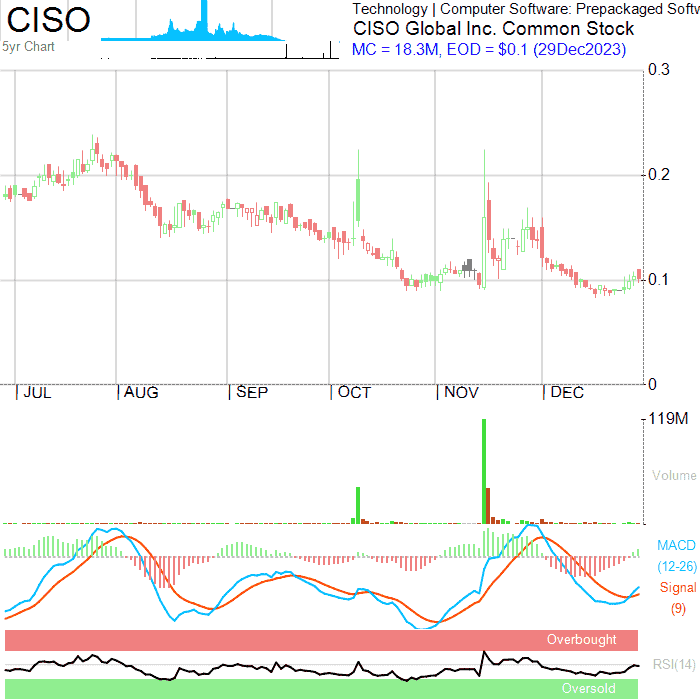 CISO
5yr Chart
Technology | Computer Software: Prepackaged Softw
CISO Global Inc. Common Stock
MC = 18.3M, EOD = $0.1 (29Dec2023)
0.3
0.2
0.1
0
JUL AUG SEP OCT NOV DEC
119M
Volume
MACD
(12-26)
Signal
(9)
Overbought
RSI(14)
Oversold